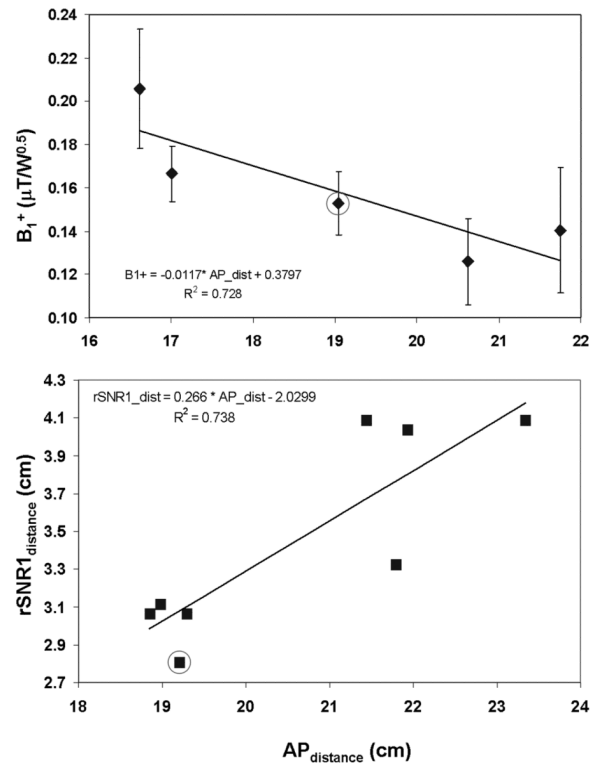 0.24
0.22
0.20
0.18
0.16
0.14
0.12
0.10
B₁⁺ (μT/W⁰·⁵)
B1+ = -0.0117* AP_dist + 0.3797
R² = 0.728
16 17 18 19 20 21 22
4.3
4.1
3.9
3.7
3.5
3.3
3.1
2.9
2.7
rSNR1distance (cm)
rSNR1_dist = 0.266 * AP_dist - 2.0299
R² = 0.738
18 19 20 21 22 23 24
APdistance (cm)